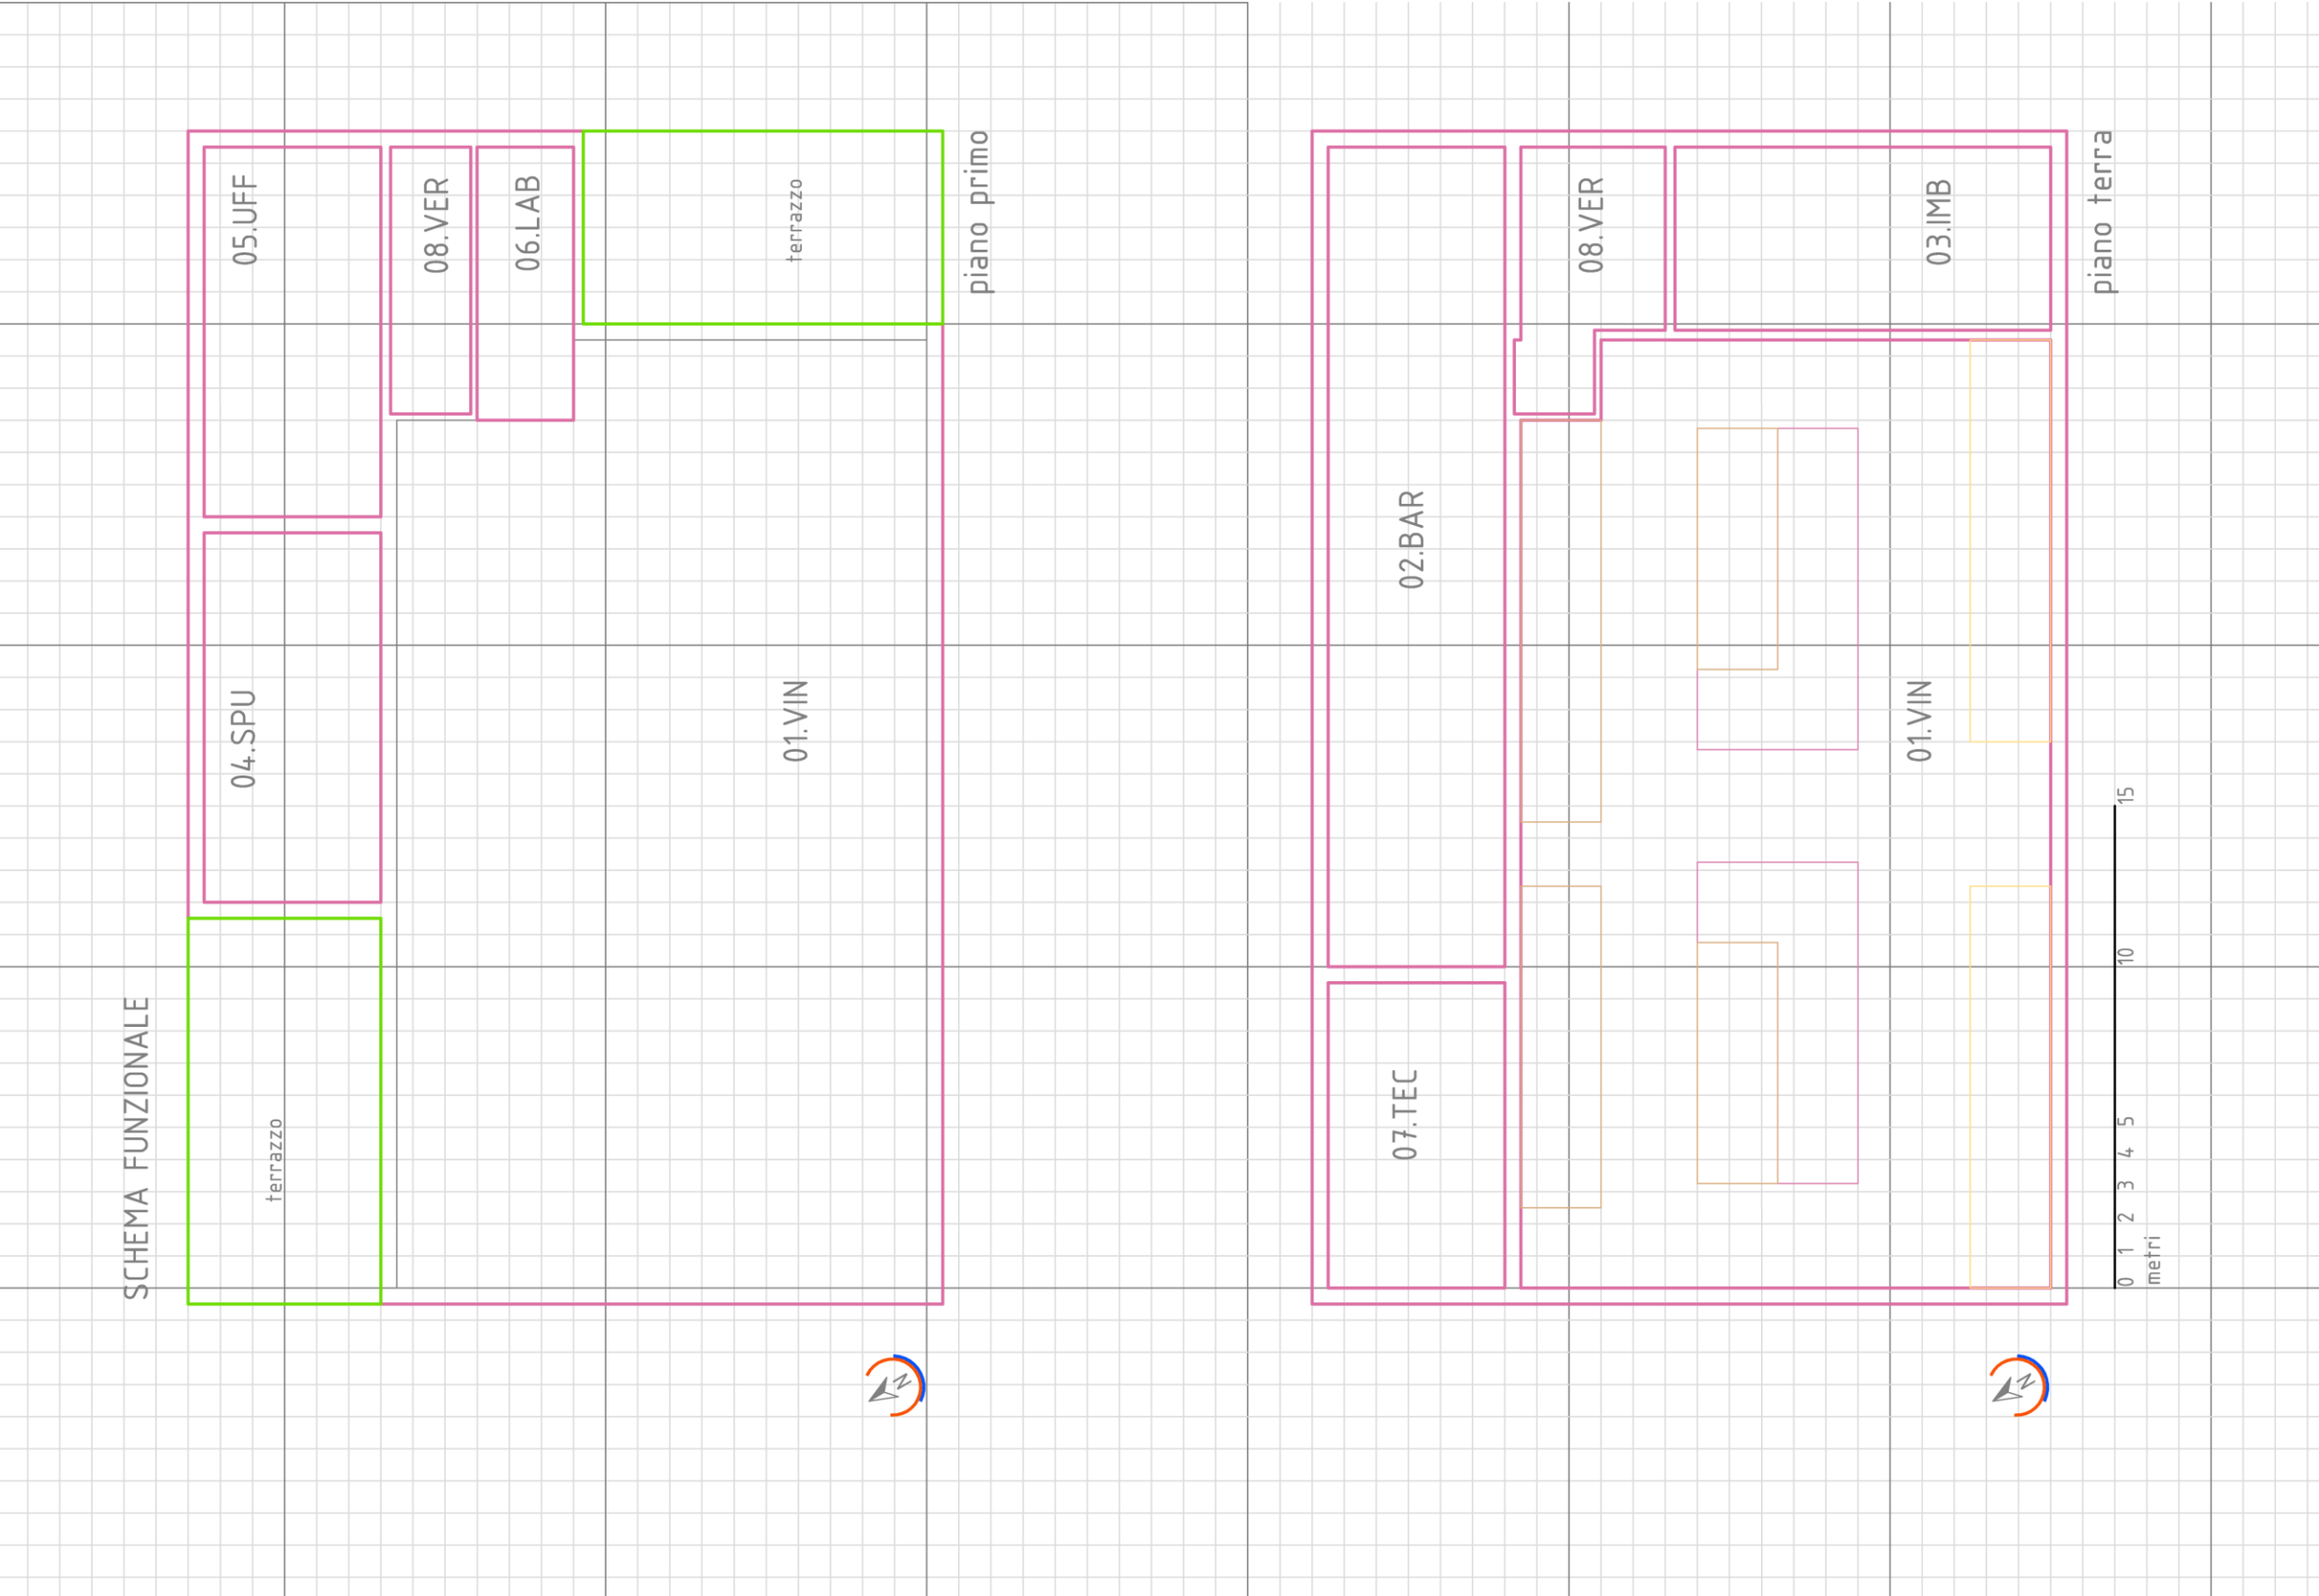 SCHEMA FUNZIONALE
05.UFF
08.VER
06.LAB
terrazzo
piano primo
04.SPU
01.VIN
terrazzo
N
08.VER
03.IMB
piano terra
02.BAR
01.VIN
07.TEC
0 1 2 3 4 5 10 15
metri
N